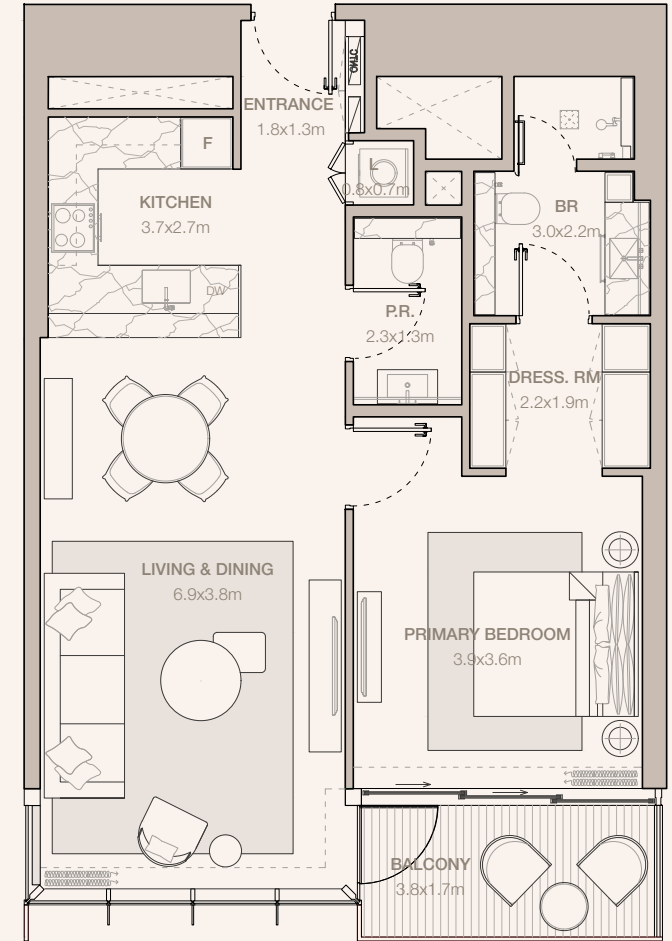 ENTRANCE
1.8x1.3m
F
KITCHEN
3.7x2.7m
DW
L
0.8x0.7m
BR
3.0x2.2m
P.R.
2.3x1.3m
DRESS. RM
2.2x1.9m
LIVING & DINING
6.9x3.8m
PRIMARY BEDROOM
3.9x3.6m
BALCONY
3.8x1.7m